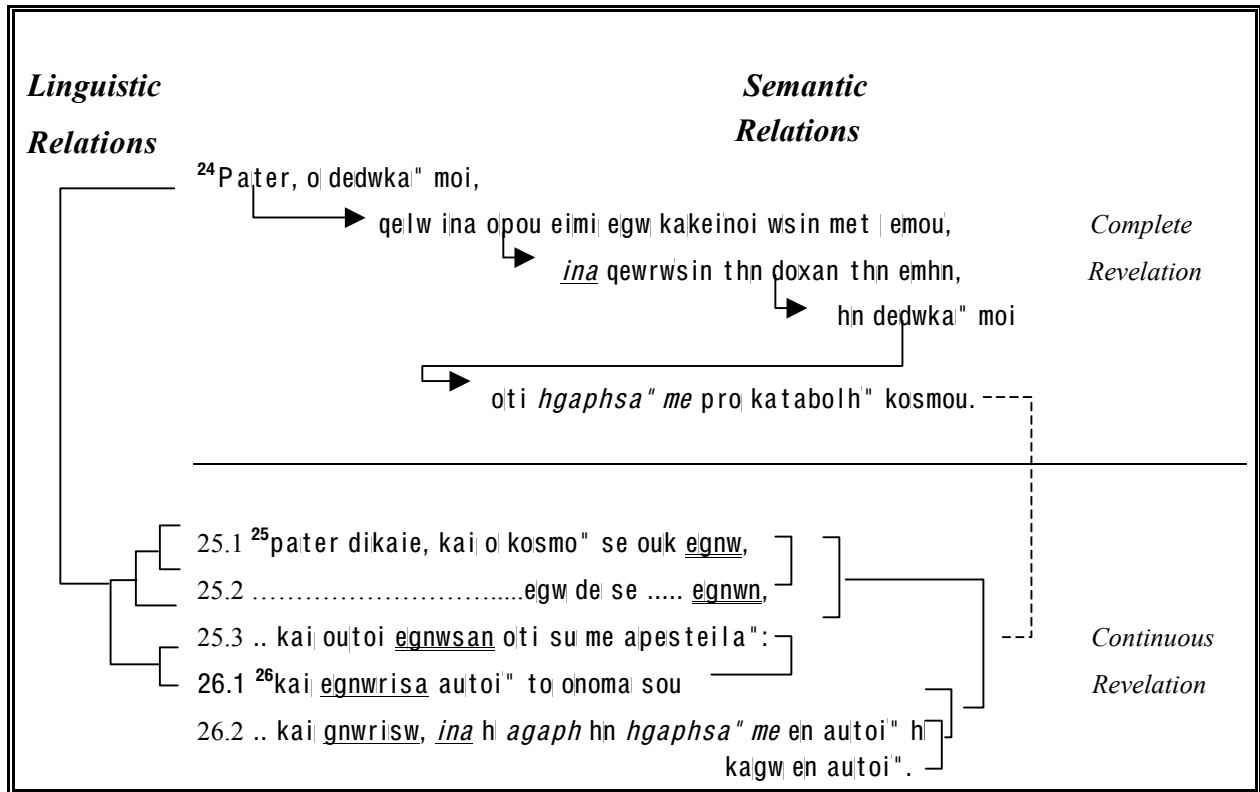 Linguistic Relations
Semantic Relations
24Pater, o} dedwka" moi,
qelw ina opou eimi egw kakeinoi wsin met emou,
Complete
ina qewrwsin thn doxan thn emhn,
Revelation
hn dedwka" moi
oti hgaphsa" me pro katabolh" kosmou.
25.1 25pater dikaie, kai o kosmo" se ouk egnw,
25.2 ..............................egw de se ..... egnwn,
25.3 .. kai outoi egnwsan oti su me apesteila":
Continuous
26.1 26kai egnwrisa autoi" to onoma sou
Revelation
26.2 .. kai gnwrisw, ina h agaph hn hgaphsa" me en autoi" h
kagw en autoi".